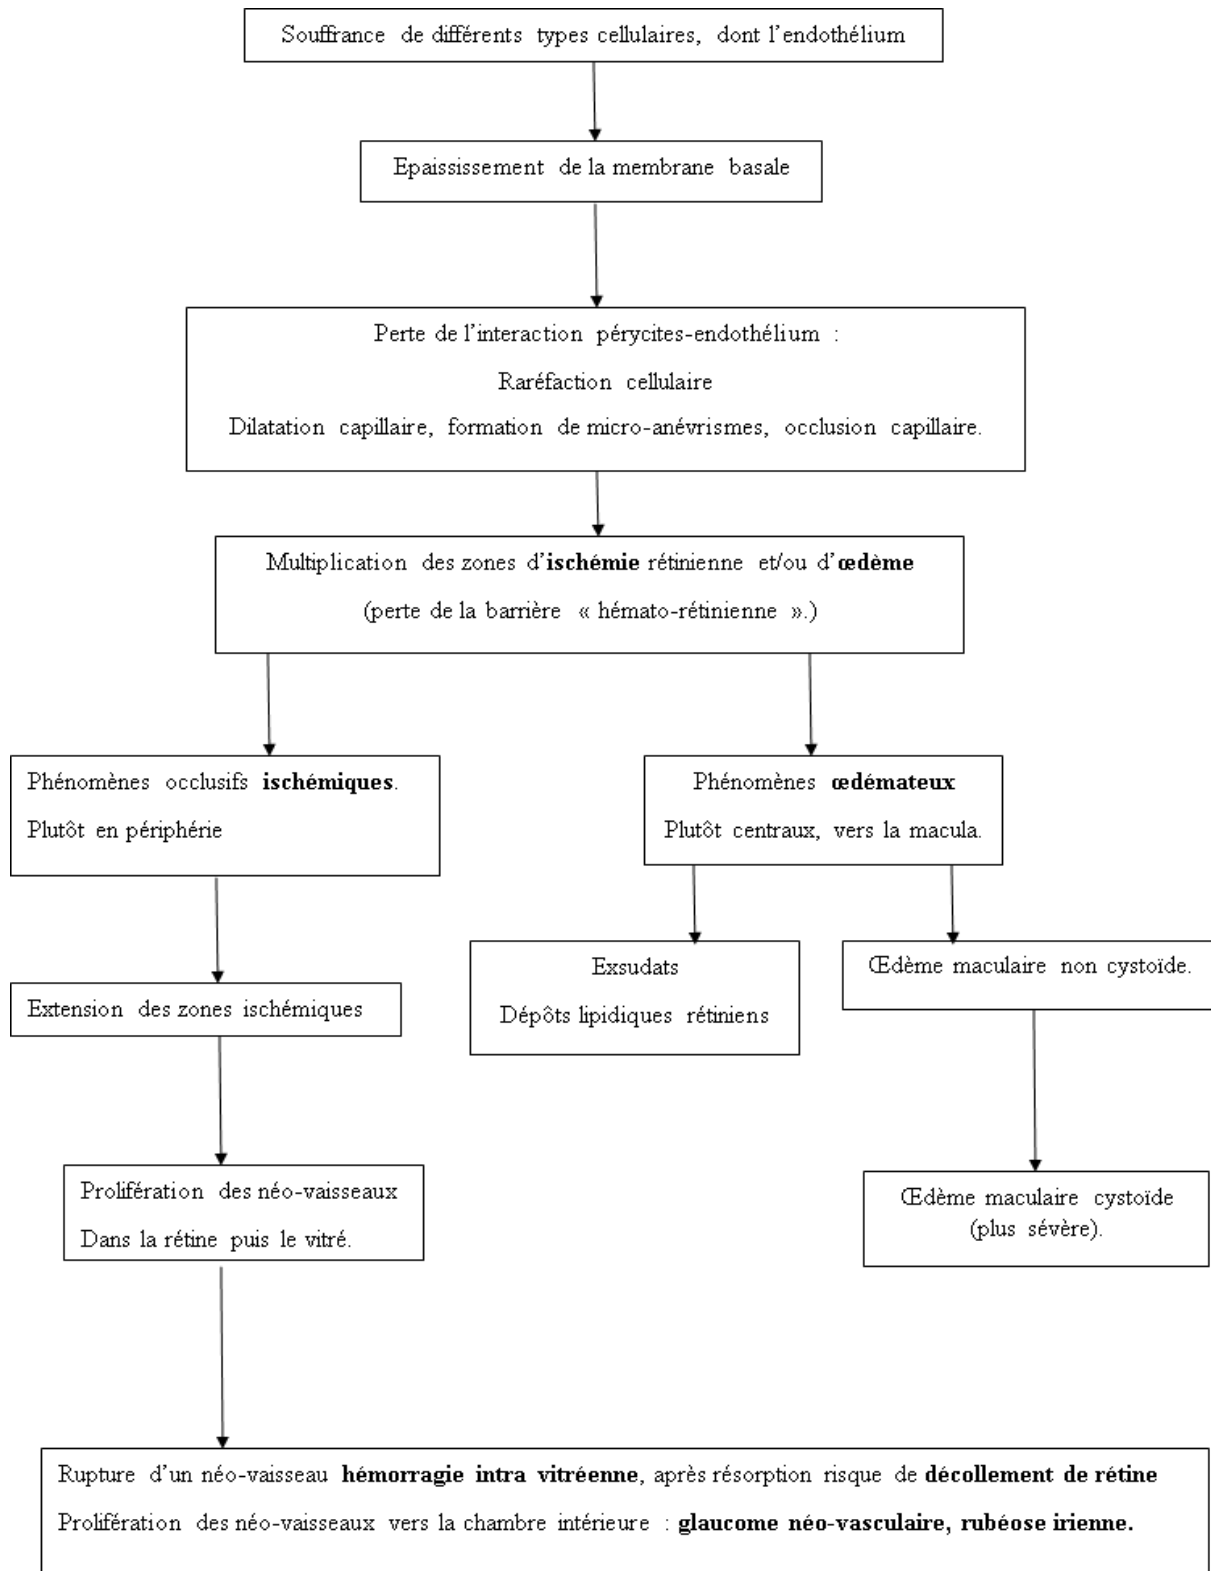 Souffrance de différents types cellulaires, dont l’endothélium
Epaississement de la membrane basale
Perte de l’interaction pérycites-endothélium :
Raréfaction cellulaire
Dilatation capillaire, formation de micro-anévrismes, occlusion capillaire.
Multiplication des zones d’ischémie rétinienne et/ou d’œdème
(perte de la barrière « hémato-rétinienne ».)
Phénomènes occlusifs ischémiques.
Plutôt en périphérie
Phénomènes œdémateux
Plutôt centraux, vers la macula.
Extension des zones ischémiques
Exsudats
Dépôts lipidiques rétiniens
Œdème maculaire non cystoïde.
Prolifération des néo-vaisseaux
Dans la rétine puis le vitré.
Œdème maculaire cystoïde
(plus sévère).
Rupture d’un néo-vaisseau hémorragie intra vitréenne, après résorption risque de décollement de rétine
Prolifération des néo-vaisseaux vers la chambre intérieure : glaucome néo-vasculaire, rubéose irienne.